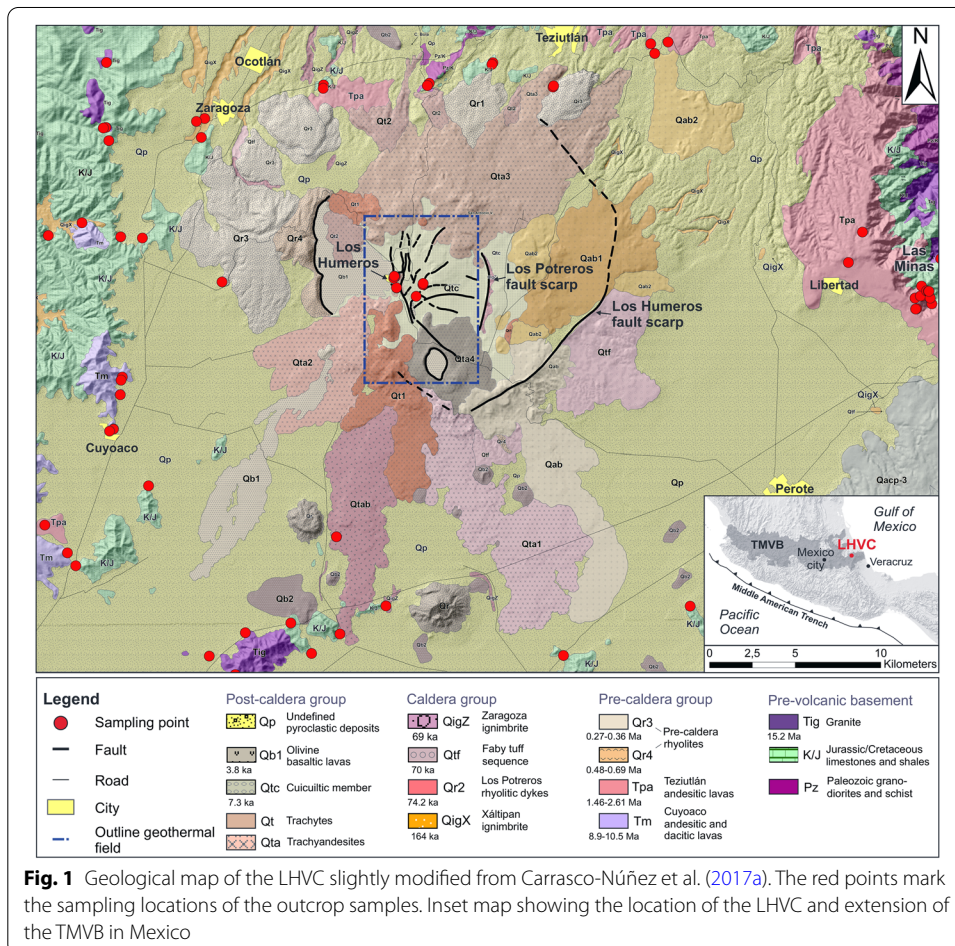 Ocotlán
Teziutlán
N
Zaragoza
K/J
Tpa
Qt2
Qr1
Qab2
Qp
Tpa
Tpa
K/J
Qta3
K/J
Qp
Qp
Tpa
Qr3
Qr4
Los
Humeros
Qtc
Qab1
Los Potreros
fault scarp
Los Humeros
fault scarp
QigX
Las
Minas
Libertad
Qta2
Qta4
Qtf
Tm
K/J
Qt1
Cuyoaco
Qp
QigX
Qb1
Qtab
Qab
Qp
Perote
Qacp-3
Tpa
Tm
K/J
Qp
Qta1
Qb2
Qr
K/J
Tig
K/J
Gulf of
Mexico
TMVB
LHVC
Mexico
city
Veracruz
Middle American Trench
Pacific
Ocean
0 2,5 5 10
Kilometers
Legend
Sampling point
Fault
Road
City
Outline geothermal
field
Post-caldera group
Qp Undefined
pyroclastic deposits
Qb1 Olivine
basaltic lavas
3.8 ka
Qtc Cuicuiltic member
7.3 ka
Qt Trachytes
Qta Trachyandesites
Caldera group
QigZ Zaragoza
ignimbrite
69 ka
Qtf Faby tuff
sequence
70 ka
Qr2 Los Potreros
rhyolitic dykes
74.2 ka
QigX Xáltipan
ignimbrite
164 ka
Pre-caldera group
Qr3
0.27-0.36 Ma
Pre-caldera
rhyolites
Qr4
0.48-0.69 Ma
Tpa Teziutlán
andesitic lavas
1.46-2.61 Ma
Tm Cuyoaco
andesitic and
dacitic lavas
8.9-10.5 Ma
Pre-volcanic basement
Tig Granite
15.2 Ma
K/J Jurassic/Cretaceous
limestones and shales
Pz Paleozoic grano-
diorites and schist
Fig. 1 Geological map of the LHVC slightly modified from Carrasco-Núñez et al. (2017a). The red points mark
the sampling locations of the outcrop samples. Inset map showing the location of the LHVC and extension of
the TMVB in Mexico